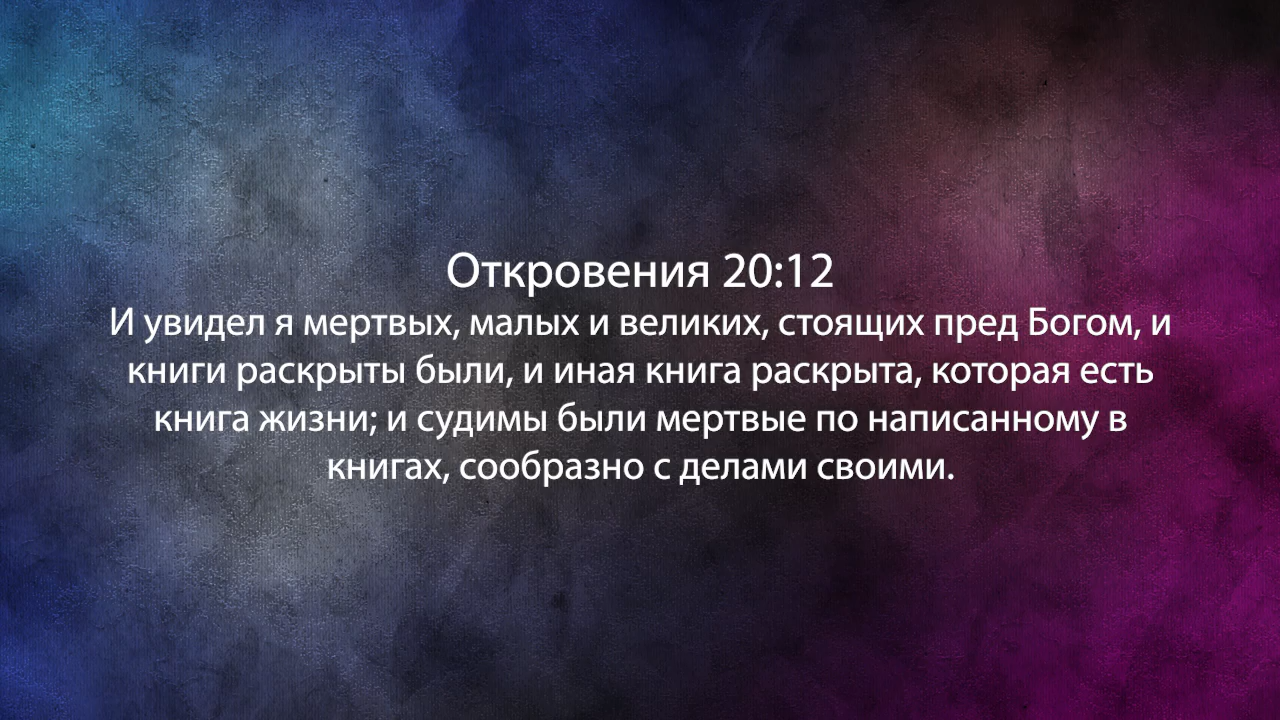 Откровения 20:12
И увидел я мертвых, малых и великих, стоящих пред Богом, и
книги раскрыты были, и иная книга раскрыта, которая есть
книга жизни; и судимы были мертвые по написанному в
книгах, сообразно с делами своими.